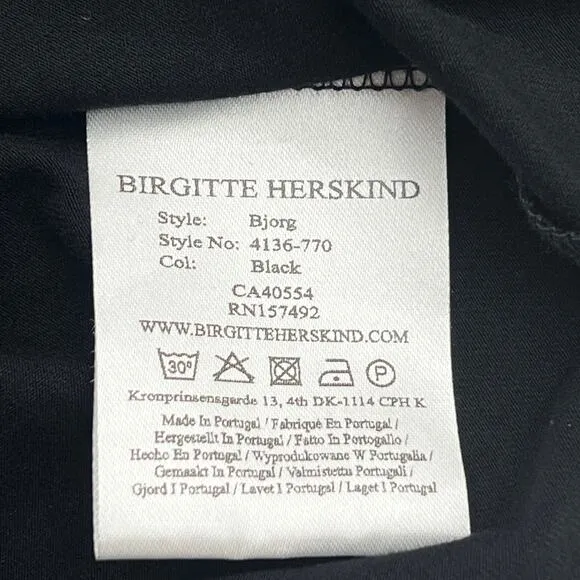 BIRGITTE HERSKIND
Style: Bjorg
Style No: 4136-770
Col: Black
CA40554
RN157492
WWW.BIRGITTEHERSKIND.COM
30° P
Kronprinsensgarde 13, 4th DK-1114 CPH K
Made In Portugal / Fabriqué En Portugal /
Hergestellt In Portugal / Fatto In Portogallo /
Hecho En Portugal / Wyprodukowane W Portugalia /
Gemaakt In Portugal / Valmistettu Portugali /
Gjord I Portugal / Lavet I Portugal / Laget I Portugal